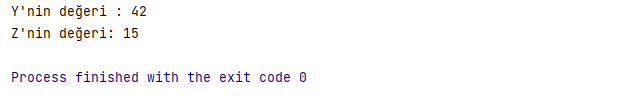 Y'nin değeri : 42
Z'nin değeri: 15
Process finished with the exit code 0